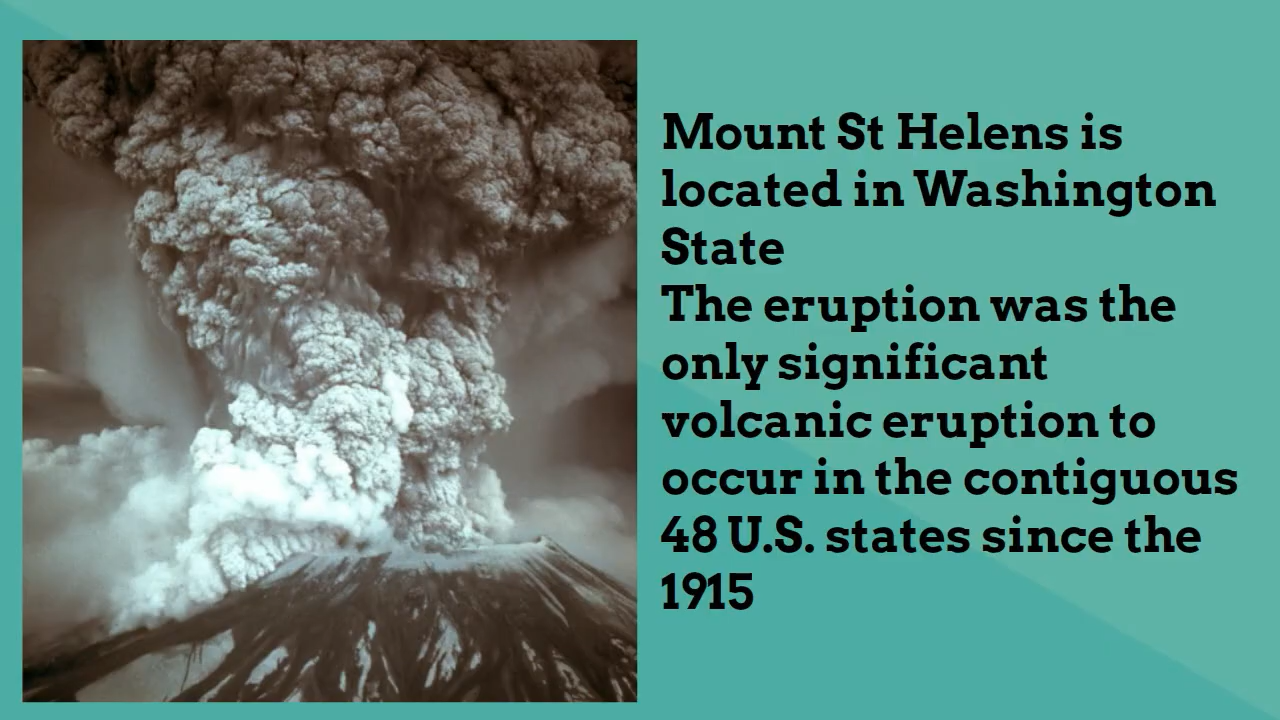 Mount St Helens is
located in Washington
State
The eruption was the
only significant
volcanic eruption to
occur in the contiguous
48 U.S. states since the
1915